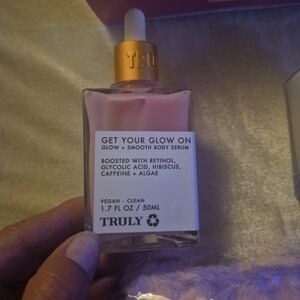 GET YOUR GLOW ON
GLOW + SMOOTH BODY SERUM
BOOSTED WITH RETINOL,
GLYCOLIC ACID, HIBISCUS,
CAFFEINE + ALGAE
VEGAN - CLEAN
1.7 FL OZ / 50ML
TRULY